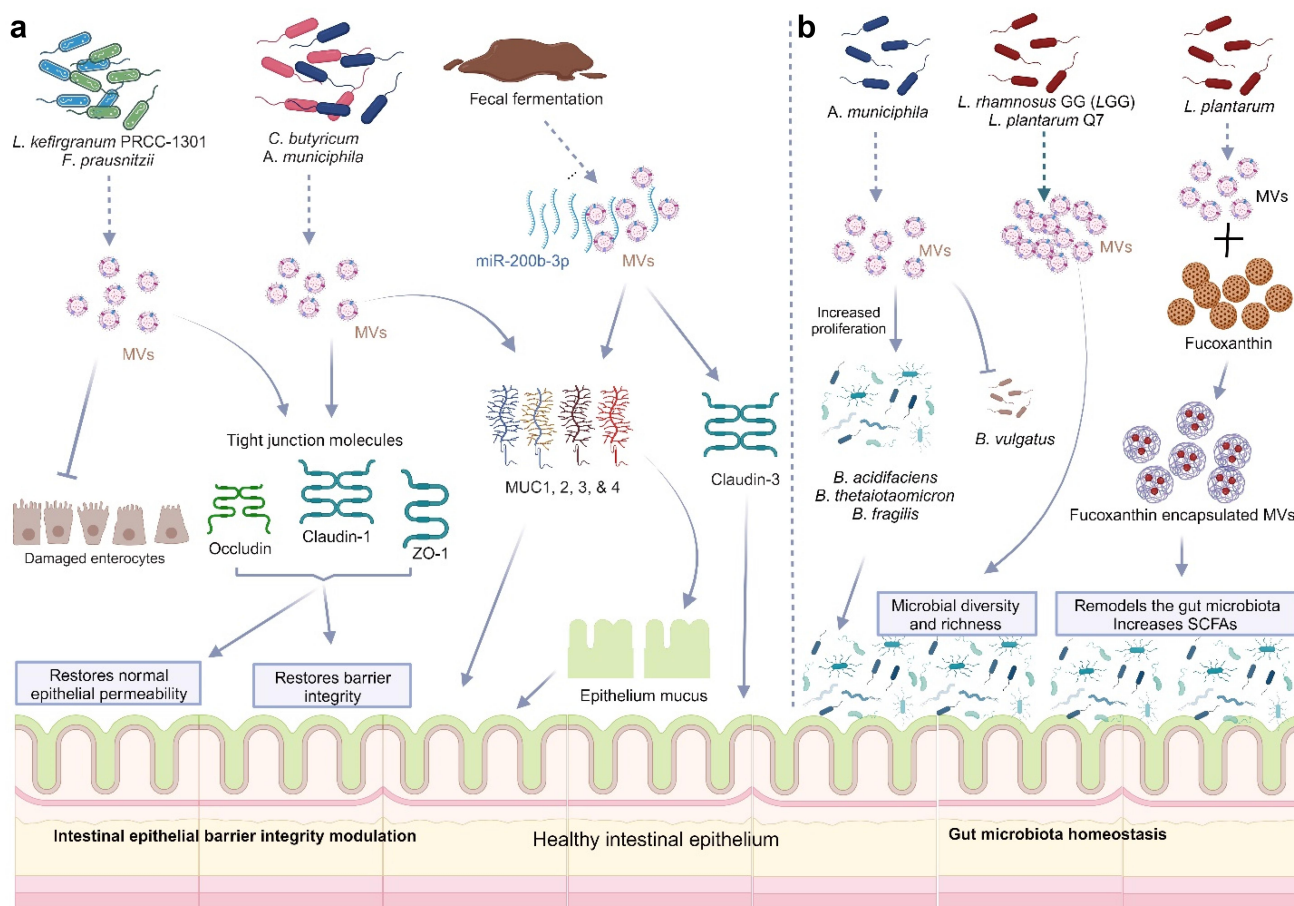 a
L. kefirgranum PRCC-1301
F. prausnitzii
C. butyricum
A. municiphila
Fecal fermentation
miR-200b-3p
MVs
MVs
MVs
Tight junction molecules
Occludin
Claudin-1
ZO-1
Damaged enterocytes
MUC1, 2, 3, & 4
Claudin-3
Restores normal
epithelial permeability
Restores barrier
integrity
Epithelium mucus
Intestinal epithelial barrier integrity modulation
Healthy intestinal epithelium
b
A. municiphila
L. rhamnosus GG (LGG)
L. plantarum Q7
L. plantarum
MVs
MVs
MVs
Increased
proliferation
Fucoxanthin
B. vulgatus
B. acidifaciens
B. thetaiotaomicron
B. fragilis
Fucoxanthin encapsulated MVs
Microbial diversity
and richness
Remodels the gut microbiota
Increases SCFAs
Gut microbiota homeostasis